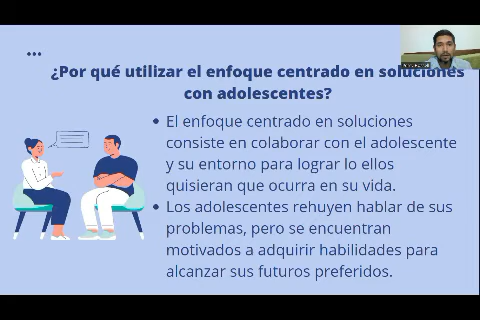 ¿Por qué utilizar el enfoque centrado en soluciones
con adolescentes?
• El enfoque centrado en soluciones
consiste en colaborar con el adolescente
y su entorno para lograr lo ellos
quisieran que ocurra en su vida.
• Los adolescentes rehuyen hablar de sus
problemas, pero se encuentran
motivados a adquirir habilidades para
alcanzar sus futuros preferidos.